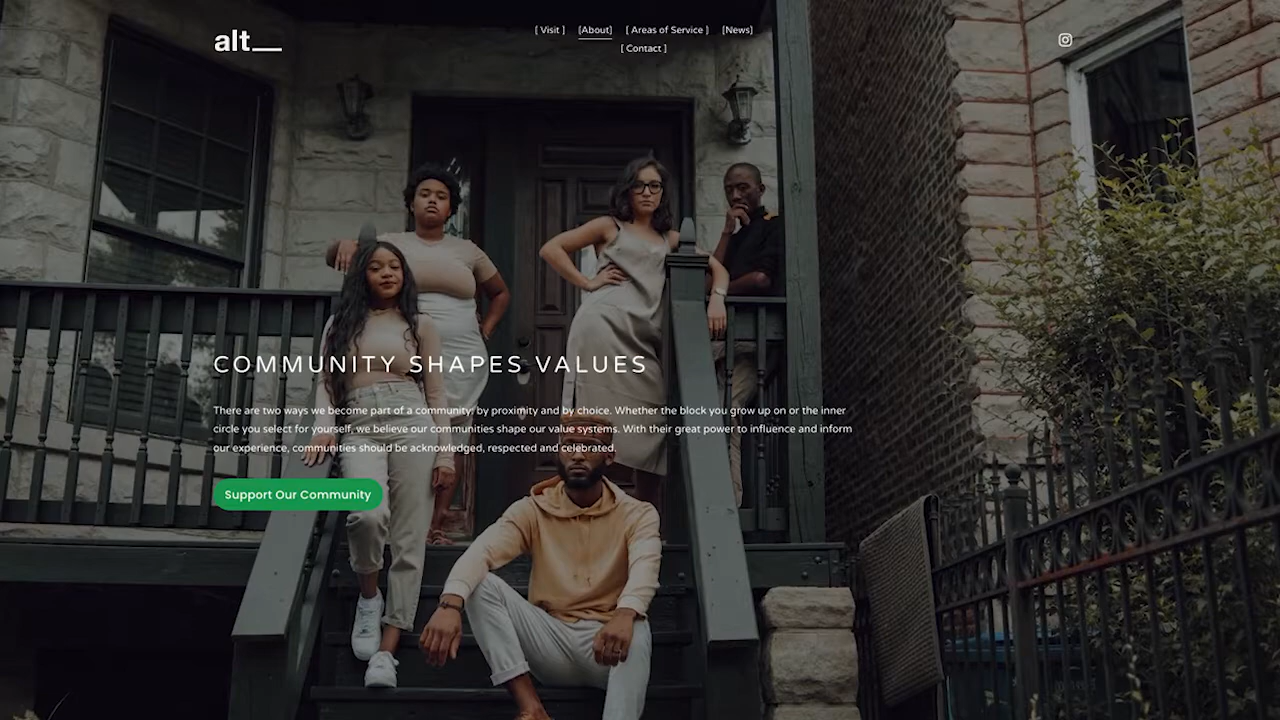 alt__
[ Visit ] [About] [ Areas of Service ] [News]
[ Contact ]
COMMUNITY SHAPES VALUES
There are two ways we become part of a community; by proximity and by choice. Whether the block you grow up on or the inner
circle you select for yourself, we believe our communities shape our value systems. With their great power to influence and inform
our experience, communities should be acknowledged, respected and celebrated.
Support Our Community